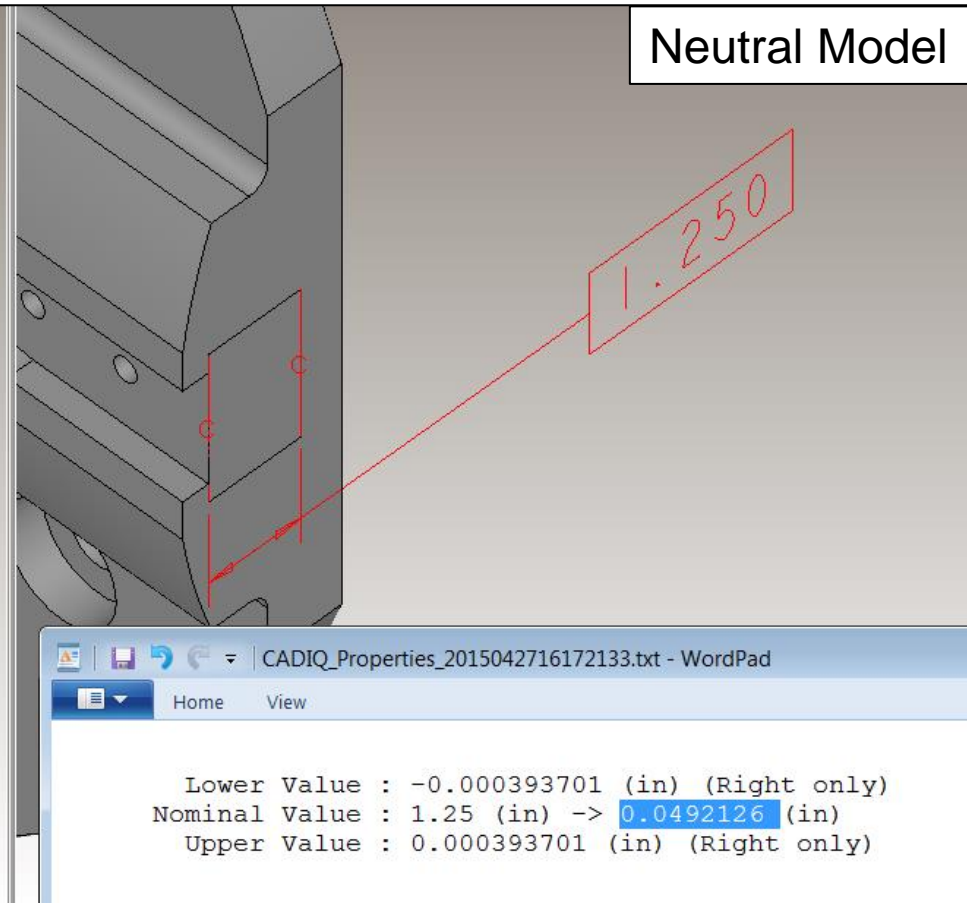 Neutral Model
1.250
C
C
CADIQ_Properties_2015042716172133.txt - WordPad
Home View
Lower Value : -0.000393701 (in) (Right only)
Nominal Value : 1.25 (in) -> 0.0492126 (in)
Upper Value : 0.000393701 (in) (Right only)